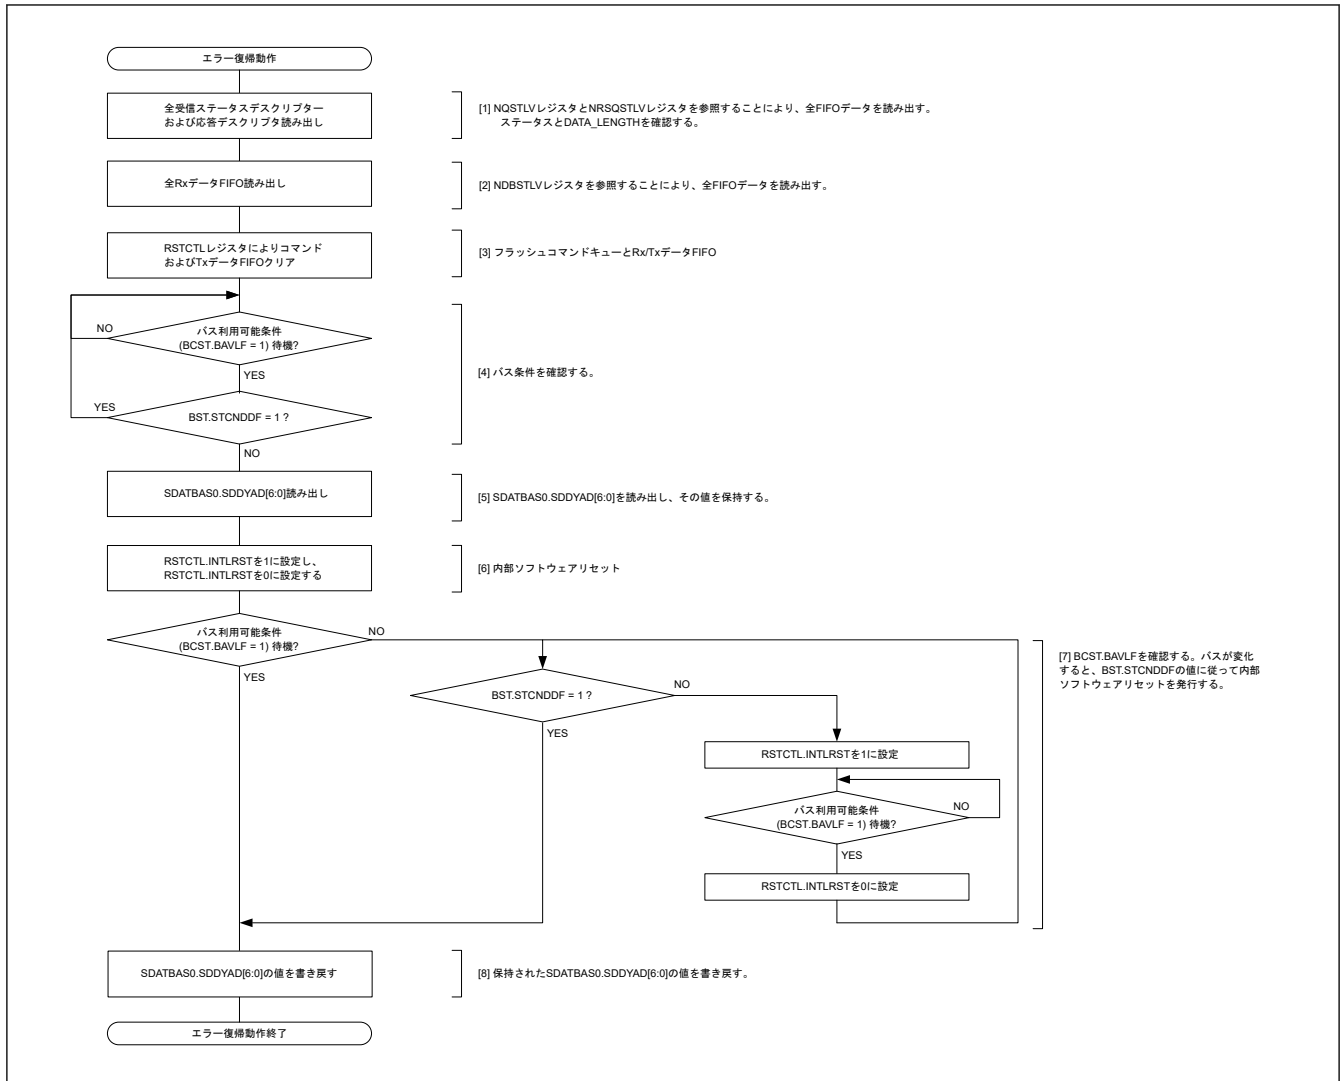 エラー復帰動作
全受信ステータスデスクリプター
および応答デスクリプタ読み出し
[1] NQSTLVレジスタとNRSQSTLVレジスタを参照することにより、全FIFOデータを読み出す。
ステータスとDATA_LENGTHを確認する。
全RxデータFIFO読み出し
[2] NDBSTLVレジスタを参照することにより、全FIFOデータを読み出す。
RSTCTLレジスタによりコマンド
およびTxデータFIFOクリア
[3] フラッシュコマンドキューとRx/TxデータFIFO
NO
バス利用可能条件
(BCST.BAVLF = 1) 待機?
YES
[4] バス条件を確認する。
YES
BST.STCNDDF = 1 ?
NO
SDATBAS0.SDDYAD[6:0]読み出し
[5] SDATBAS0.SDDYAD[6:0]を読み出し、その値を保持する。
RSTCTL.INTLRSTを1に設定し、
RSTCTL.INTLRSTを0に設定する
[6] 内部ソフトウェアリセット
バス利用可能条件
(BCST.BAVLF = 1) 待機?
NO
YES
[7] BCST.BAVLFを確認する。バスが変化
すると、BST.STCNDDFの値に従って内部
ソフトウェアリセットを発行する。
BST.STCNDDF = 1 ?
NO
YES
RSTCTL.INTLRSTを1に設定
バス利用可能条件
(BCST.BAVLF = 1) 待機?
NO
YES
RSTCTL.INTLRSTを0に設定
SDATBAS0.SDDYAD[6:0]の値を書き戻す
[8] 保持されたSDATBAS0.SDDYAD[6:0]の値を書き戻す。
エラー復帰動作終了